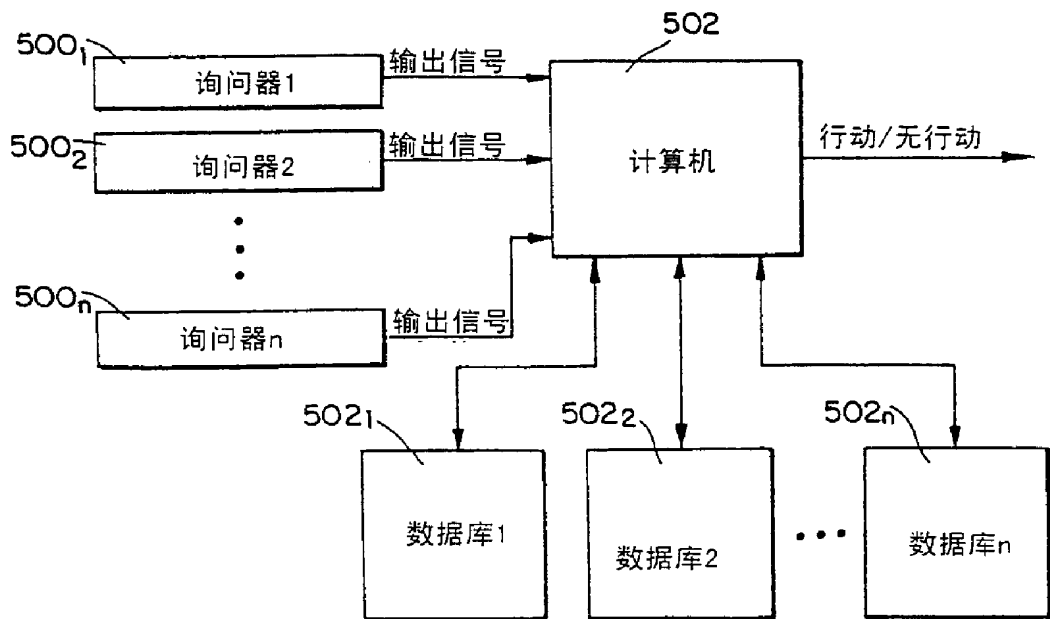 500₁
询问器1
输出信号
502
500₂
询问器2
输出信号
计算机
行动/无行动
500ₙ
询问器n
输出信号
502₁
502₂
502ₙ
数据库1
数据库2
数据库n